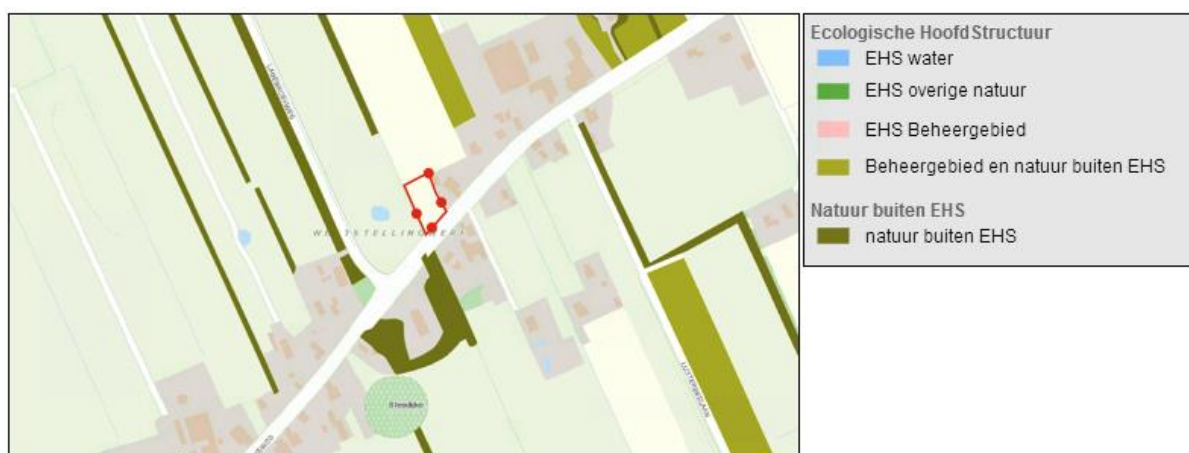 Ecologische HoofdStructuur
EHS water
EHS overige natuur
EHS Beheergebied
Beheergebied en natuur buiten EHS
Natuur buiten EHS
natuur buiten EHS